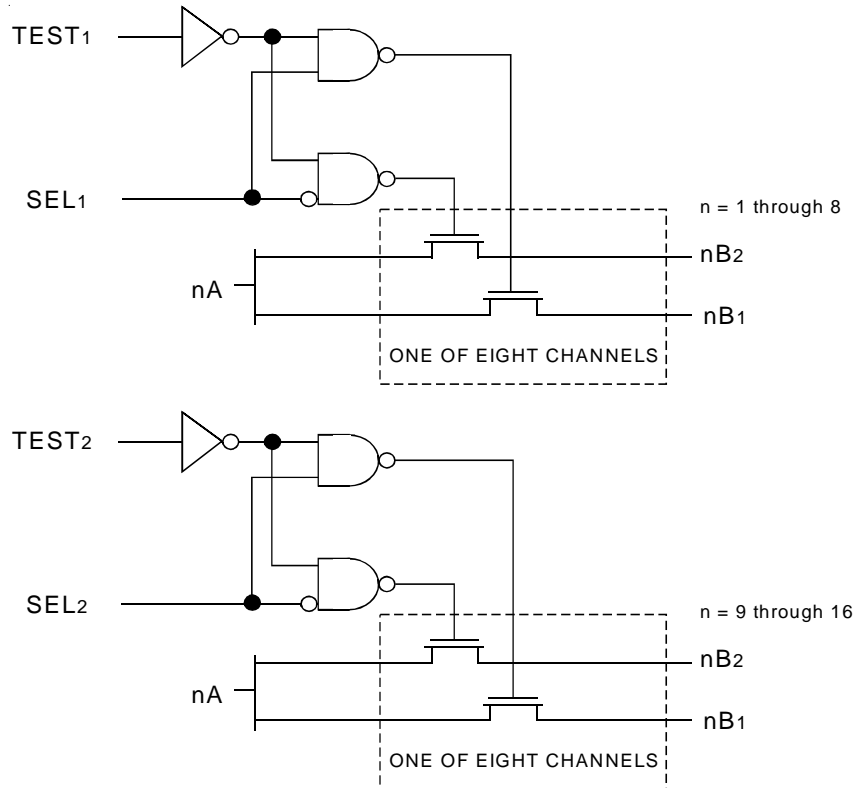 TEST1
SEL1
n = 1 through 8
nB2
nA
nB1
ONE OF EIGHT CHANNELS
TEST2
SEL2
n = 9 through 16
nB2
nA
nB1
ONE OF EIGHT CHANNELS